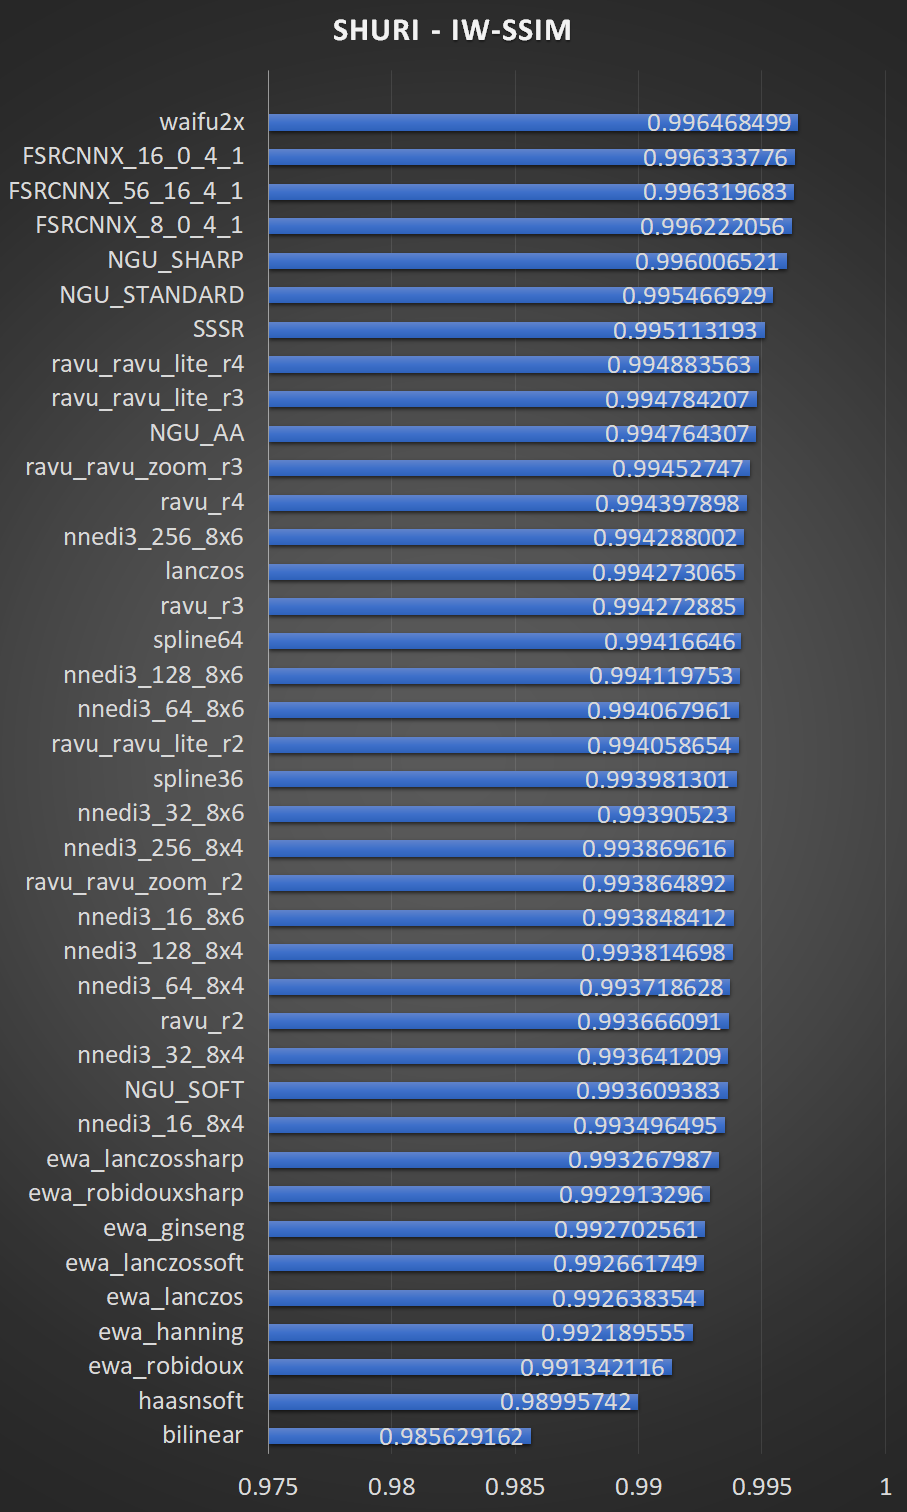 SHURI - IW-SSIM
waifu2x 0.996468499
FSRCNNX_16_0_4_1 0.996333776
FSRCNNX_56_16_4_1 0.996319683
FSRCNNX_8_0_4_1 0.996222056
NGU_SHARP 0.996006521
NGU_STANDARD 0.995466929
SSSR 0.995113193
ravu_ravu_lite_r4 0.994883563
ravu_ravu_lite_r3 0.994784207
NGU_AA 0.994764307
ravu_ravu_zoom_r3 0.99452747
ravu_r4 0.994397898
nnedi3_256_8x6 0.994288002
lanczos 0.994273065
ravu_r3 0.994272885
spline64 0.99416646
nnedi3_128_8x6 0.994119753
nnedi3_64_8x6 0.994067961
ravu_ravu_lite_r2 0.994058654
spline36 0.993981301
nnedi3_32_8x6 0.99390523
nnedi3_256_8x4 0.993869616
ravu_ravu_zoom_r2 0.993864892
nnedi3_16_8x6 0.993848412
nnedi3_128_8x4 0.993814698
nnedi3_64_8x4 0.993718628
ravu_r2 0.993666091
nnedi3_32_8x4 0.993641209
NGU_SOFT 0.993609383
nnedi3_16_8x4 0.993496495
ewa_lanczossharp 0.993267987
ewa_robidouxsharp 0.992913296
ewa_ginseng 0.992702561
ewa_lanczossoft 0.992661749
ewa_lanczos 0.992638354
ewa_hanning 0.992189555
ewa_robidoux 0.991342116
haasnsoft 0.98995742
bilinear 0.985629162
0.975 0.98 0.985 0.99 0.995 1